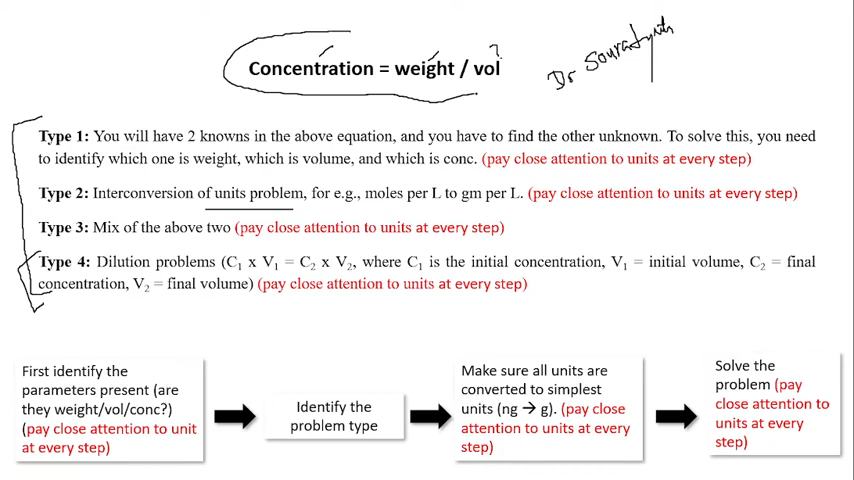 Concentration = weight / vol
?
Dr
Type 1: You will have 2 knowns in the above equation, and you have to find the other unknown. To solve this, you need
to identify which one is weight, which is volume, and which is conc. (pay close attention to units at every step)
Type 2: Interconversion of units problem, for e.g., moles per L to gm per L. (pay close attention to units at every step)
Type 3: Mix of the above two (pay close attention to units at every step)
Type 4: Dilution problems (C₁ x V₁ = C₂ x V₂, where C₁ is the initial concentration, V₁ = initial volume, C₂ = final
concentration, V₂ = final volume) (pay close attention to units at every step)
First identify the
parameters present (are
they weight/vol/conc?)
(pay close attention to unit
at every step)
Identify the
problem type
Make sure all units are
converted to simplest
units (ng → g). (pay close
attention to units at every
step)
Solve the
problem (pay
close attention to
units at every
step)